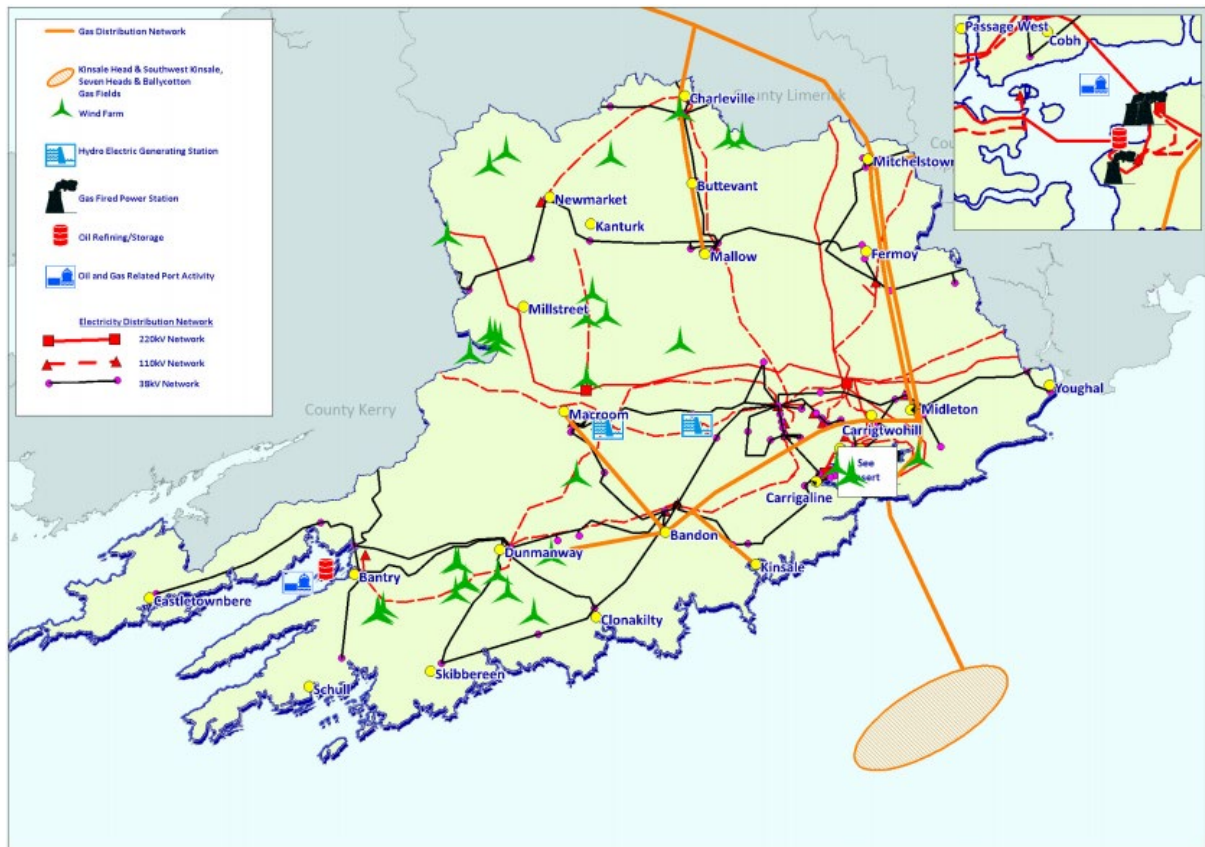 Gas Distribution Network
Kinsale Head & Southwest Kinsale,
Seven Heads & Ballycotton
Gas Fields
Wind Farm
Hydro Electric Generating Station
Gas Fired Power Station
Oil Refining/Storage
Oil and Gas Related Port Activity
Electricity Distribution Network
220kV Network
110kV Network
38kV Network
Passage West
Cobh
County Limerick
Charleville
County
Mitchelstown
Buttevant
Newmarket
Kanturk
Mallow
Fermoy
Millstreet
County Kerry
Youghal
Macroom
Midleton
Carrigtwohill
See
Carrigaline
Bandon
Dunmanway
Kinsale
Bantry
Castletownbere
Clonakilty
Skibbereen
Schull